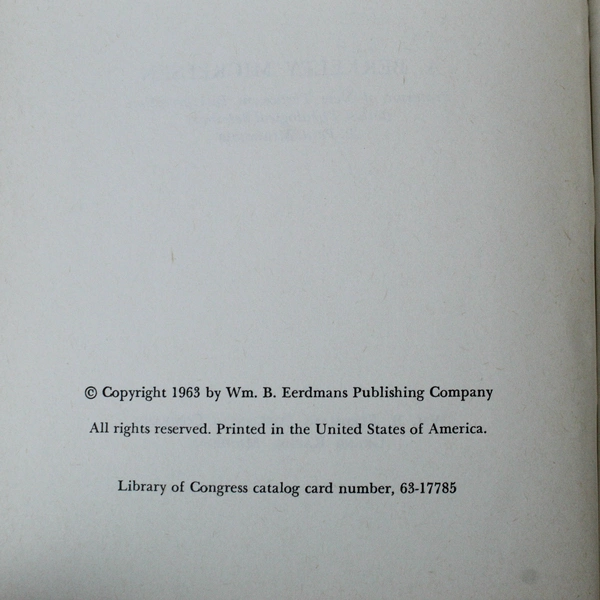 © Copyright 1963 by Wm. B. Eerdmans Publishing Company
All rights reserved. Printed in the United States of America.
Library of Congress catalog card number, 63-17785